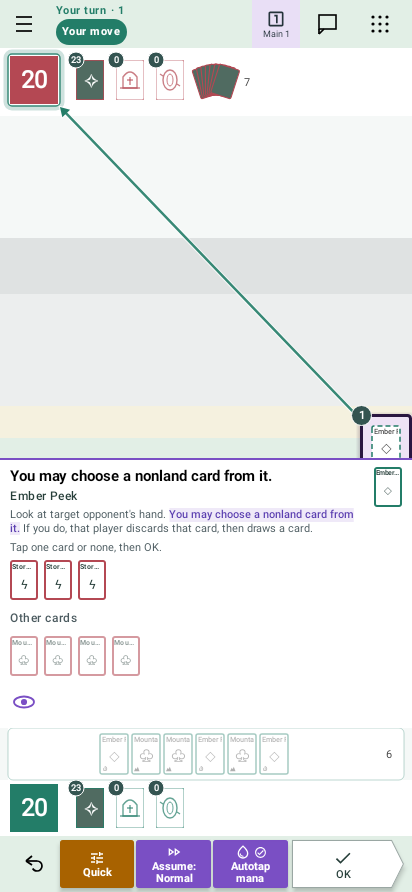 Your turn · 1
Your move
1
Main 1
20
23
0
0
7
1
Ember
You may choose a nonland card from it.
Ember Peek
Ember...
Look at target opponent's hand. You may choose a nonland card from
it. If you do, that player discards that card, then draws a card.
Tap one card or none, then OK.
Stor... Stor... Stor...
Other cards
Mou... Mou... Mou... Mou...
Ember Mounta Mounta Ember Mounta Ember
6
20
23
0
0
Quick
Assume:
Normal
Autotap
mana
OK